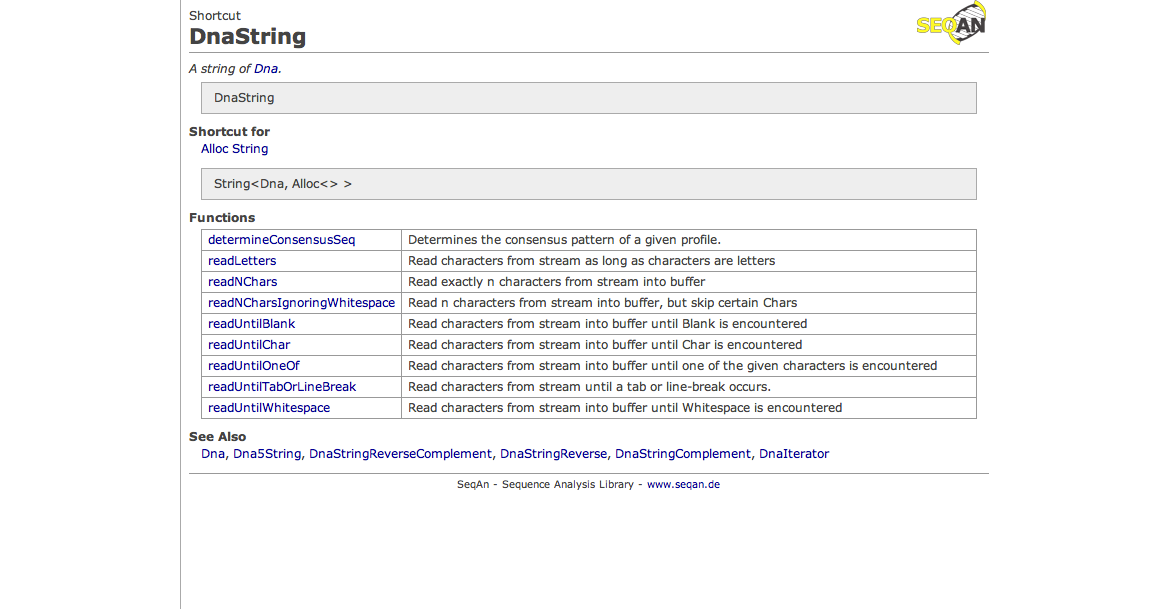 Shortcut
DnaString
SEQAN
A string of Dna.
DnaString
Shortcut for
Alloc String
String<Dna, Alloc<> >
Functions
determineConsensusSeq Determines the consensus pattern of a given profile.
readLetters Read characters from stream as long as characters are letters
readNChars Read exactly n characters from stream into buffer
readNCharsIgnoringWhitespace Read n characters from stream into buffer, but skip certain Chars
readUntilBlank Read characters from stream into buffer until Blank is encountered
readUntilChar Read characters from stream into buffer until Char is encountered
readUntilOneOf Read characters from stream into buffer until one of the given characters is encountered
readUntilTabOrLineBreak Read characters from stream until a tab or line-break occurs.
readUntilWhitespace Read characters from stream into buffer until Whitespace is encountered
See Also
Dna, Dna5String, DnaStringReverseComplement, DnaStringReverse, DnaStringComplement, DnaIterator
SeqAn - Sequence Analysis Library - www.seqan.de